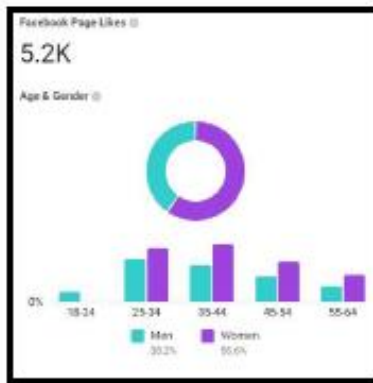 Facebook Page Likes
5.2K
Age & Gender
0%
18-24 25-34 35-44 45-54 55-64
Men Women